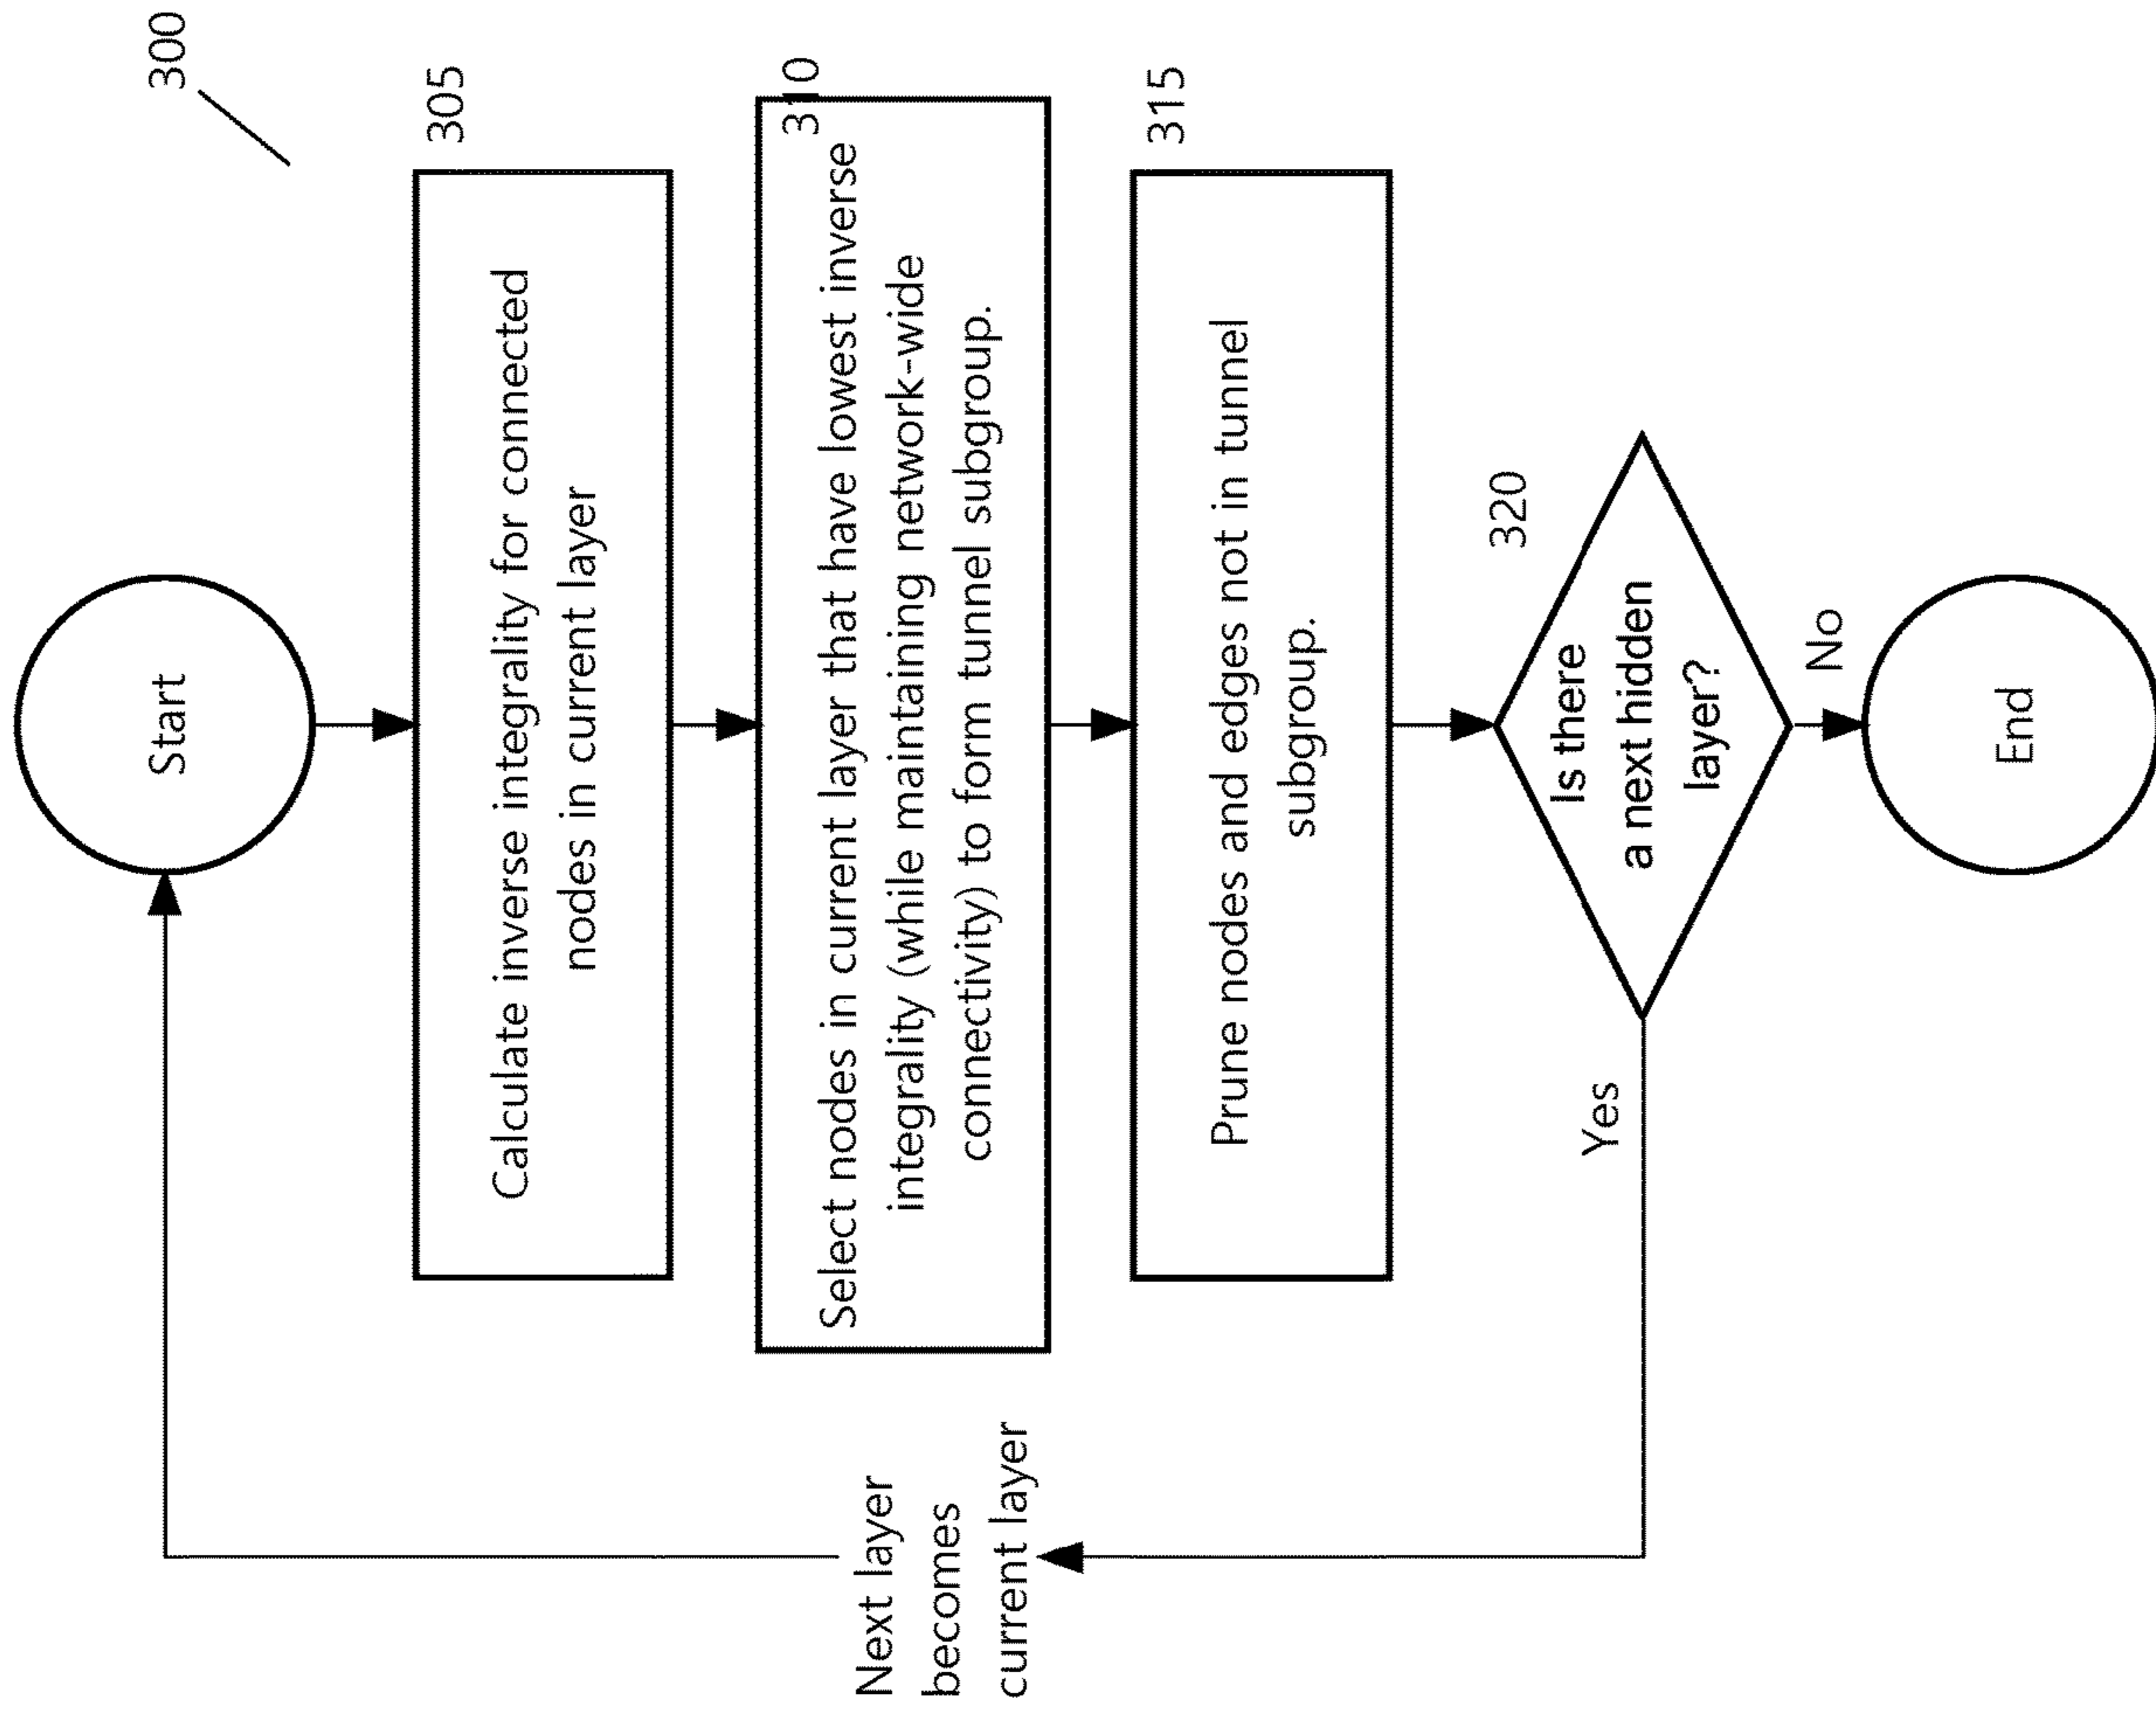 300
Start
305
Calculate inverse integrality for connected
nodes in current layer
310
Select nodes in current layer that have lowest inverse
integrality (while maintaining network-wide
connectivity) to form tunnel subgroup.
315
Prune nodes and edges not in tunnel
subgroup.
320
Is there
a next hidden
layer?
Yes
No
Next layer
becomes
current layer
End